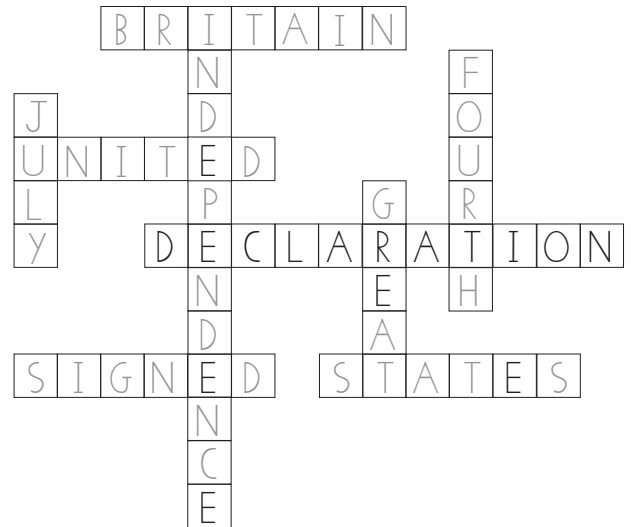 BRITAIN
INDEPENDENCE
FOURTH
JULY
UNITED
GREAT
DECLARATION
SIGNED
STATES